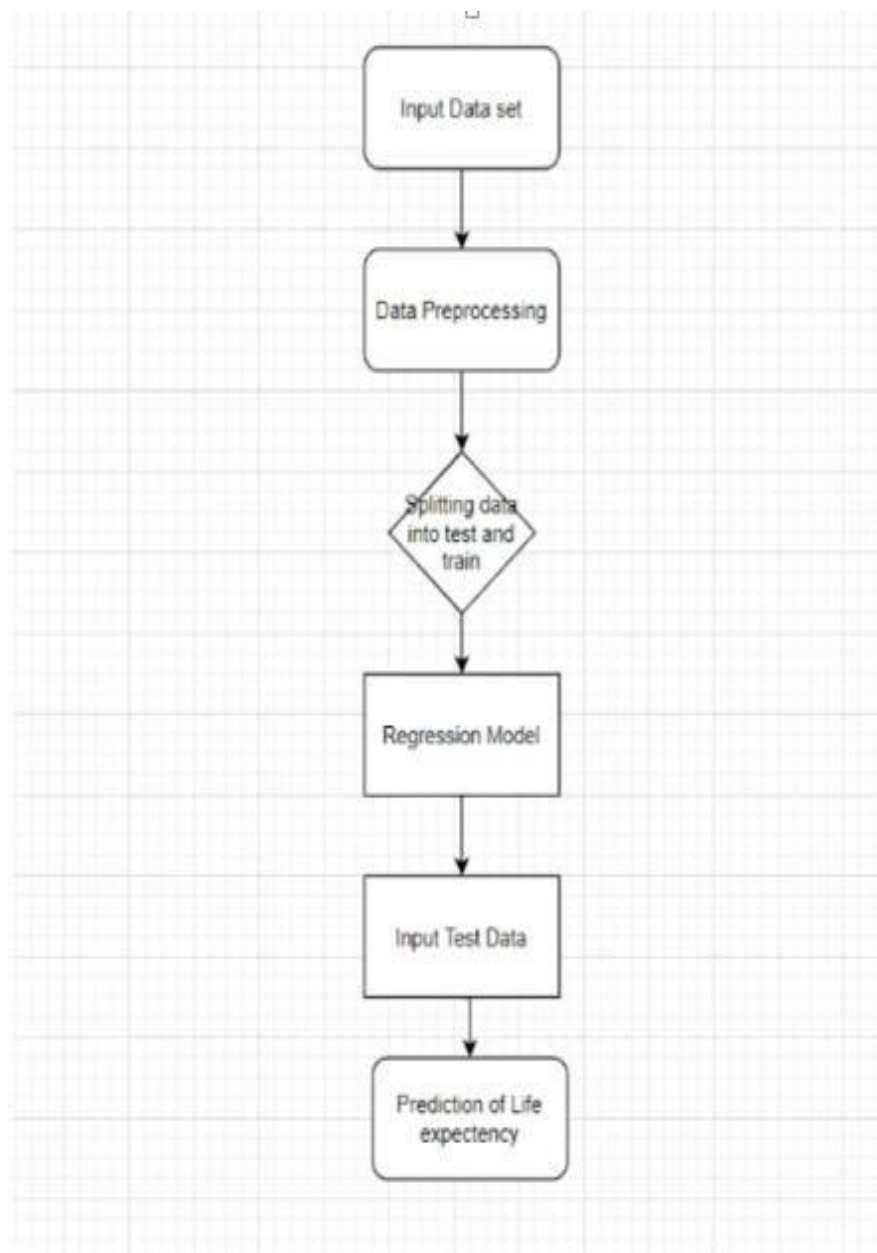 Input Data set
Data Preprocessing
Splitting data
into test and
train
Regression Model
Input Test Data
Prediction of Life
expectency